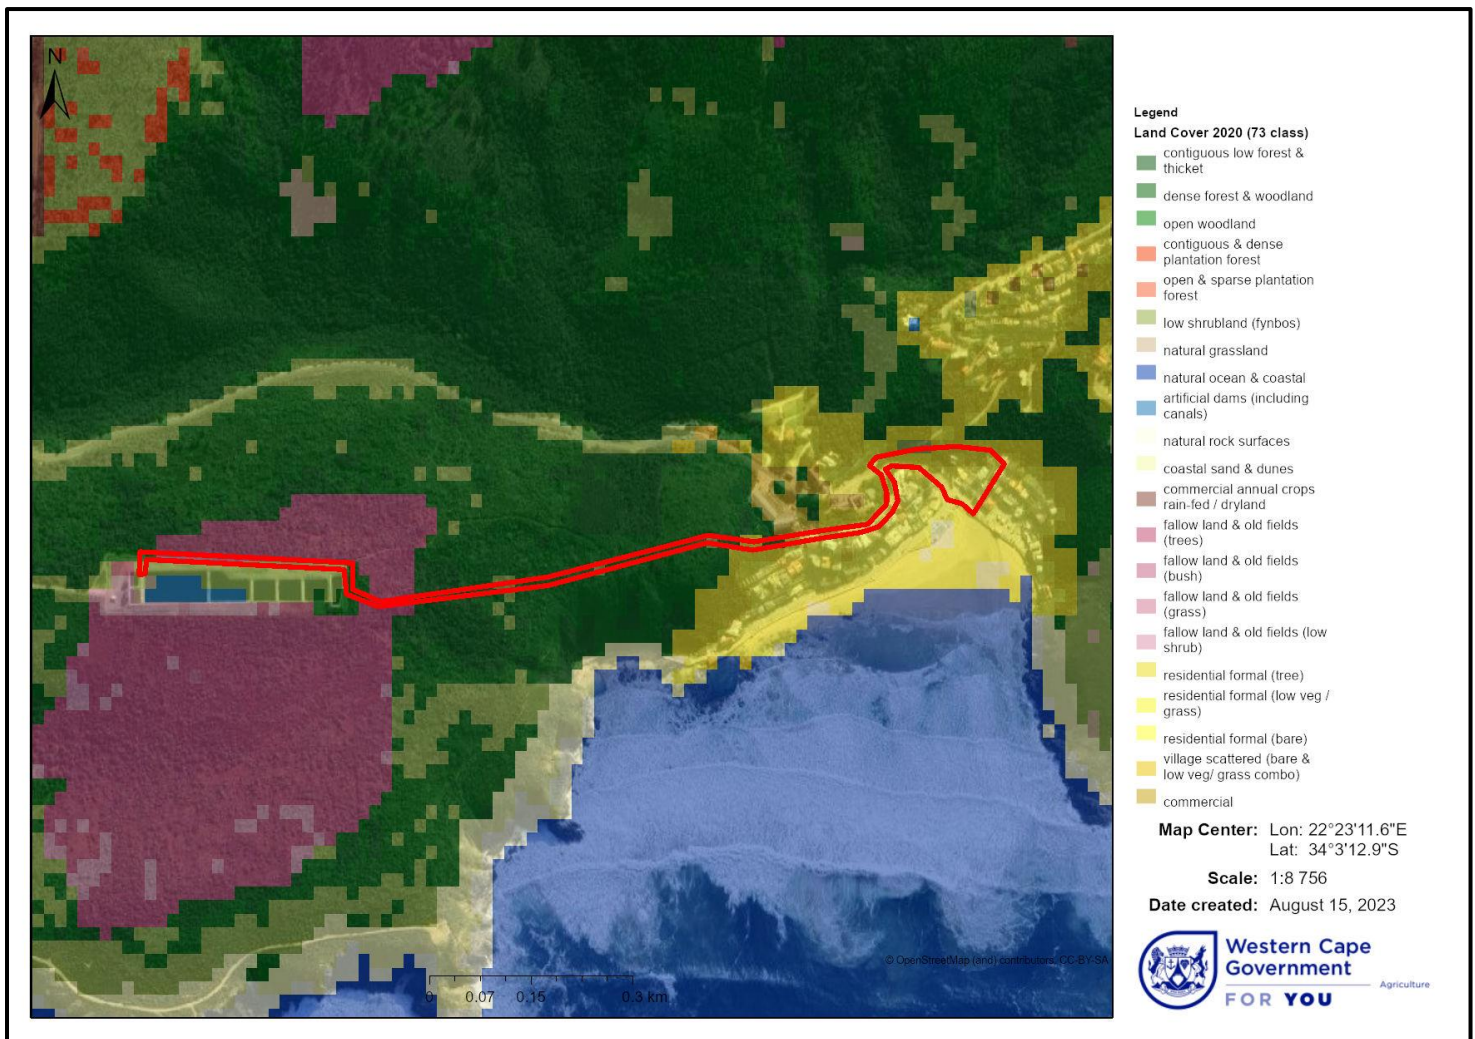 N
Legend
Land Cover 2020 (73 class)
contiguous low forest &
thicket
dense forest & woodland
open woodland
contiguous & dense
plantation forest
open & sparse plantation
forest
low shrubland (fynbos)
natural grassland
natural ocean & coastal
artificial dams (including
canals)
natural rock surfaces
coastal sand & dunes
commercial annual crops
rain-fed / dryland
fallow land & old fields
(trees)
fallow land & old fields
(bush)
fallow land & old fields
(grass)
fallow land & old fields (low
shrub)
residential formal (tree)
residential formal (low veg /
grass)
residential formal (bare)
village scattered (bare &
low veg/ grass combo)
commercial
Map Center: Lon: 22°23'11.6"E
Lat: 34°3'12.9"S
Scale: 1:8 756
Date created: August 15, 2023
© OpenStreetMap (and) contributors, CC-BY-SA
0 0.07 0.15 0.3 km
Western Cape
Government
Agriculture
FOR YOU